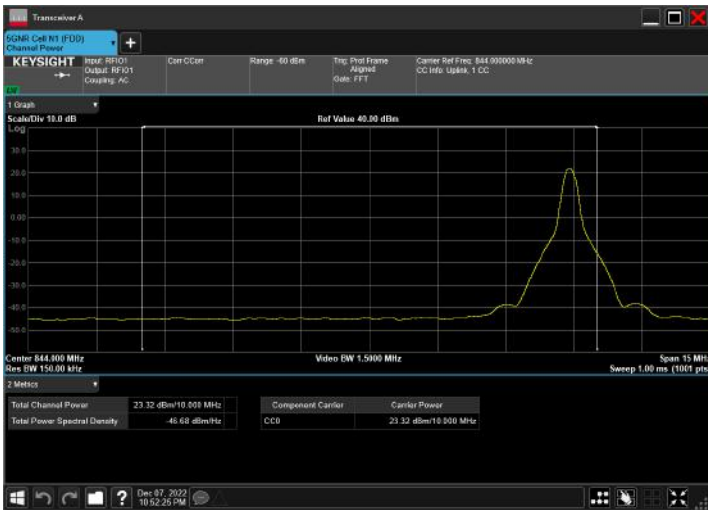 Transceiver A
5GNR Cell N1 (FDD)
Channel Power
KEYSIGHT
Input: RFIO1
Output: RFIO1
Coupling: AC
Corr CCorr
Range -60 dBm
Trig: Prot Frame
Aligned
Gate: FFT
Carrier Ref Freq: 844.000000 MHz
CC Info: Uplink, 1 CC
1 Graph
Scale/Div 10.0 dB
Ref Value 40.00 dBm
Log
30.0
20.0
10.0
0.00
-10.0
-20.0
-30.0
-40.0
-50.0
Center 844.000 MHz
Video BW 1.5000 MHz
Span 15 MH
Res BW 150.00 kHz
Sweep 1.00 ms (1001 pts
2 Metrics
Total Channel Power 23.32 dBm/10.000 MHz
Total Power Spectral Density -46.68 dBm/Hz
Component Carrier Carrier Power
CC0 23.32 dBm/10.000 MHz
?
Dec 07, 2022
10:52:25 PM